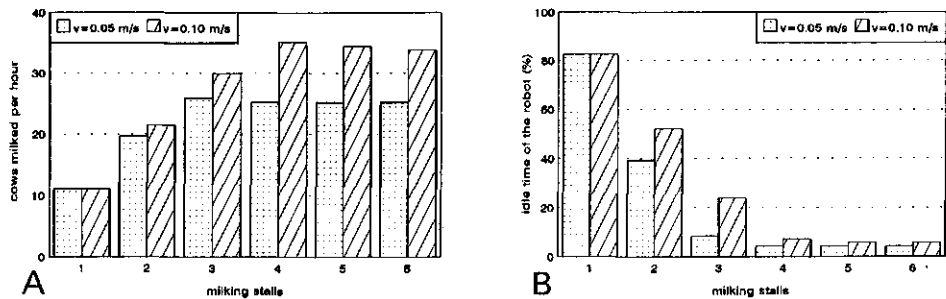 40
v=0.05 m/s v=0.10 m/s
30
20
10
0
cows milked per hour
1 2 3 4 5 6
milking stalls
A
100
v=0.05 m/s v=0.10 m/s
80
60
40
20
0
idle time of the robot (%)
1 2 3 4 5 6
milking stalls
B